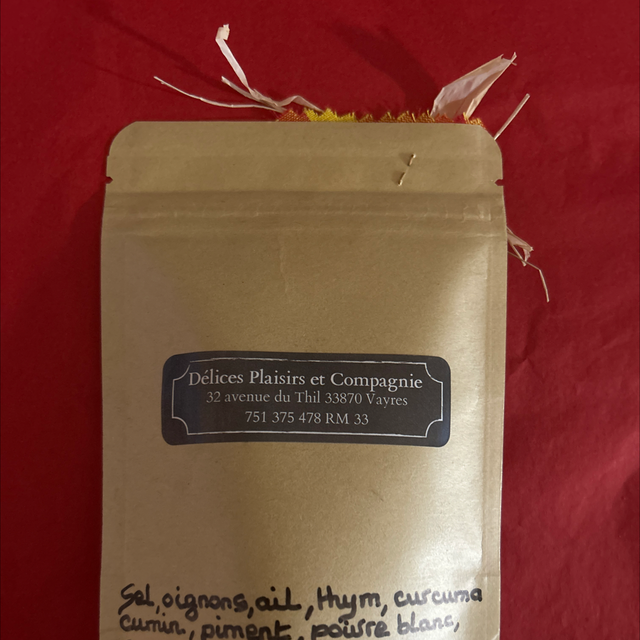 Délices Plaisirs et Compagnie
32 avenue du Thil 33870 Vayres
751 375 478 RM 33
Sel, oignons, ail, thym, curcuma
cumin, piment, poivre blanc,